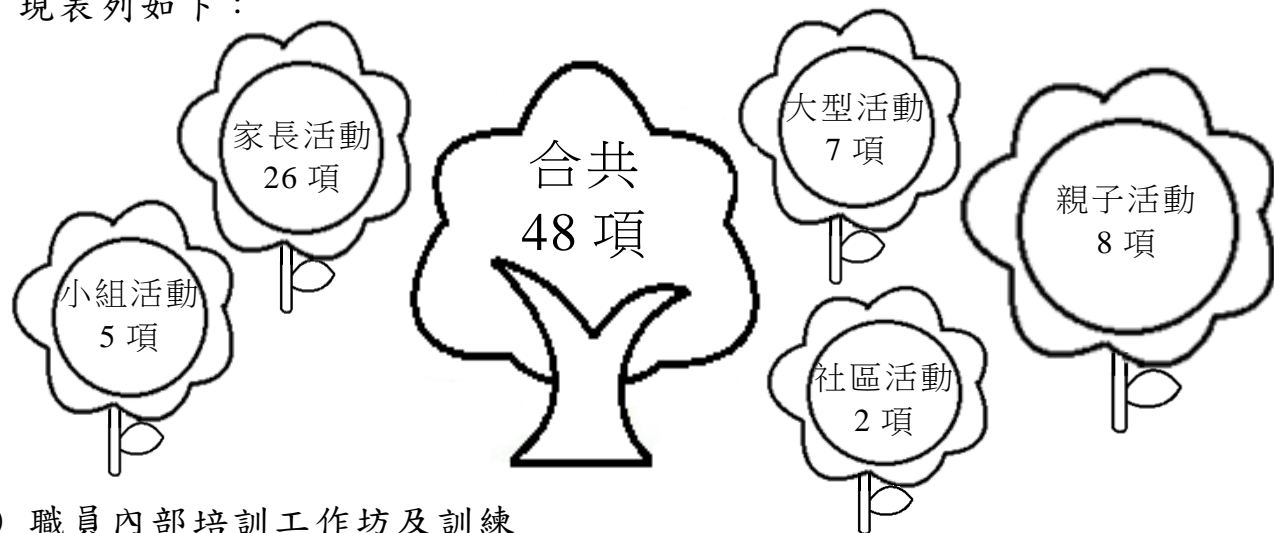 現表列如下：
家長活動
26 項
小組活動
5 項
合共
48 項
大型活動
7 項
親子活動
8 項
社區活動
2 項
) 職員內部培訓工作坊及訓練